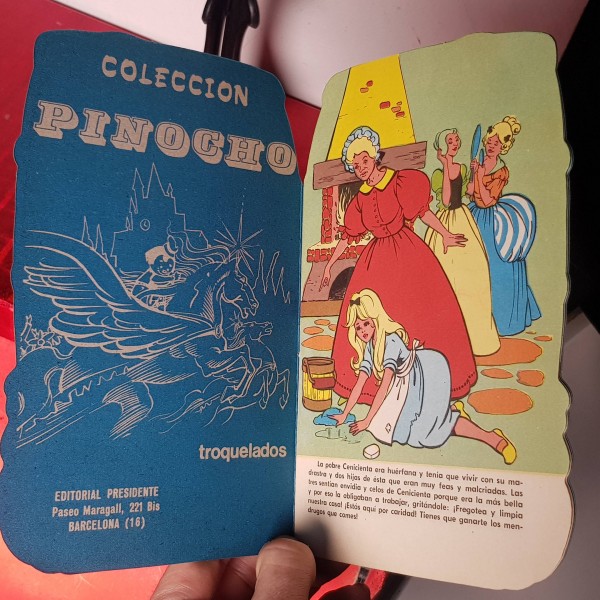 COLECCION
PINOCHO
troquelados
EDITORIAL PRESIDENTE
Paseo Maragall, 221 Bis
BARCELONA (16)
La pobre Cenicienta era huérfana y tenía que vivir con su ma-
drastra y dos hijas de ésta que eran muy feas y malcriadas. Las
tres sentían envidia y celos de Cenicienta porque era la más bella
y por eso la obligaban a trabajar, gritándole: ¡Fregotea y limpia
nuestra casa! ¡Estás aquí por caridad! Tienes que ganarte los men-
drugos que comes!